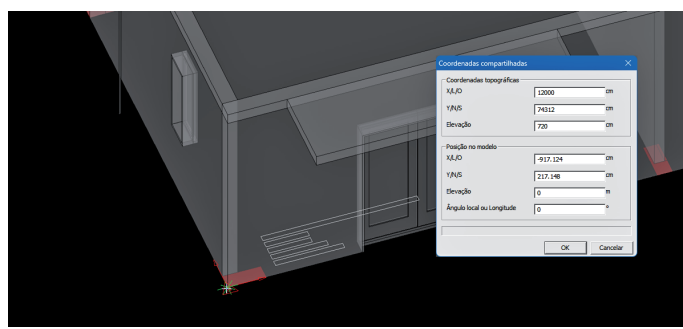 Coordenadas compartilhadas
Coordenadas topográficas
X/L/O 12000 cm
Y/N/S 74312 cm
Elevação 720 cm
Posição no modelo
X/L/O -917.124 cm
Y/N/S 217.148 cm
Elevação 0 m
Ângulo local ou Longitude 0 °
OK Cancelar